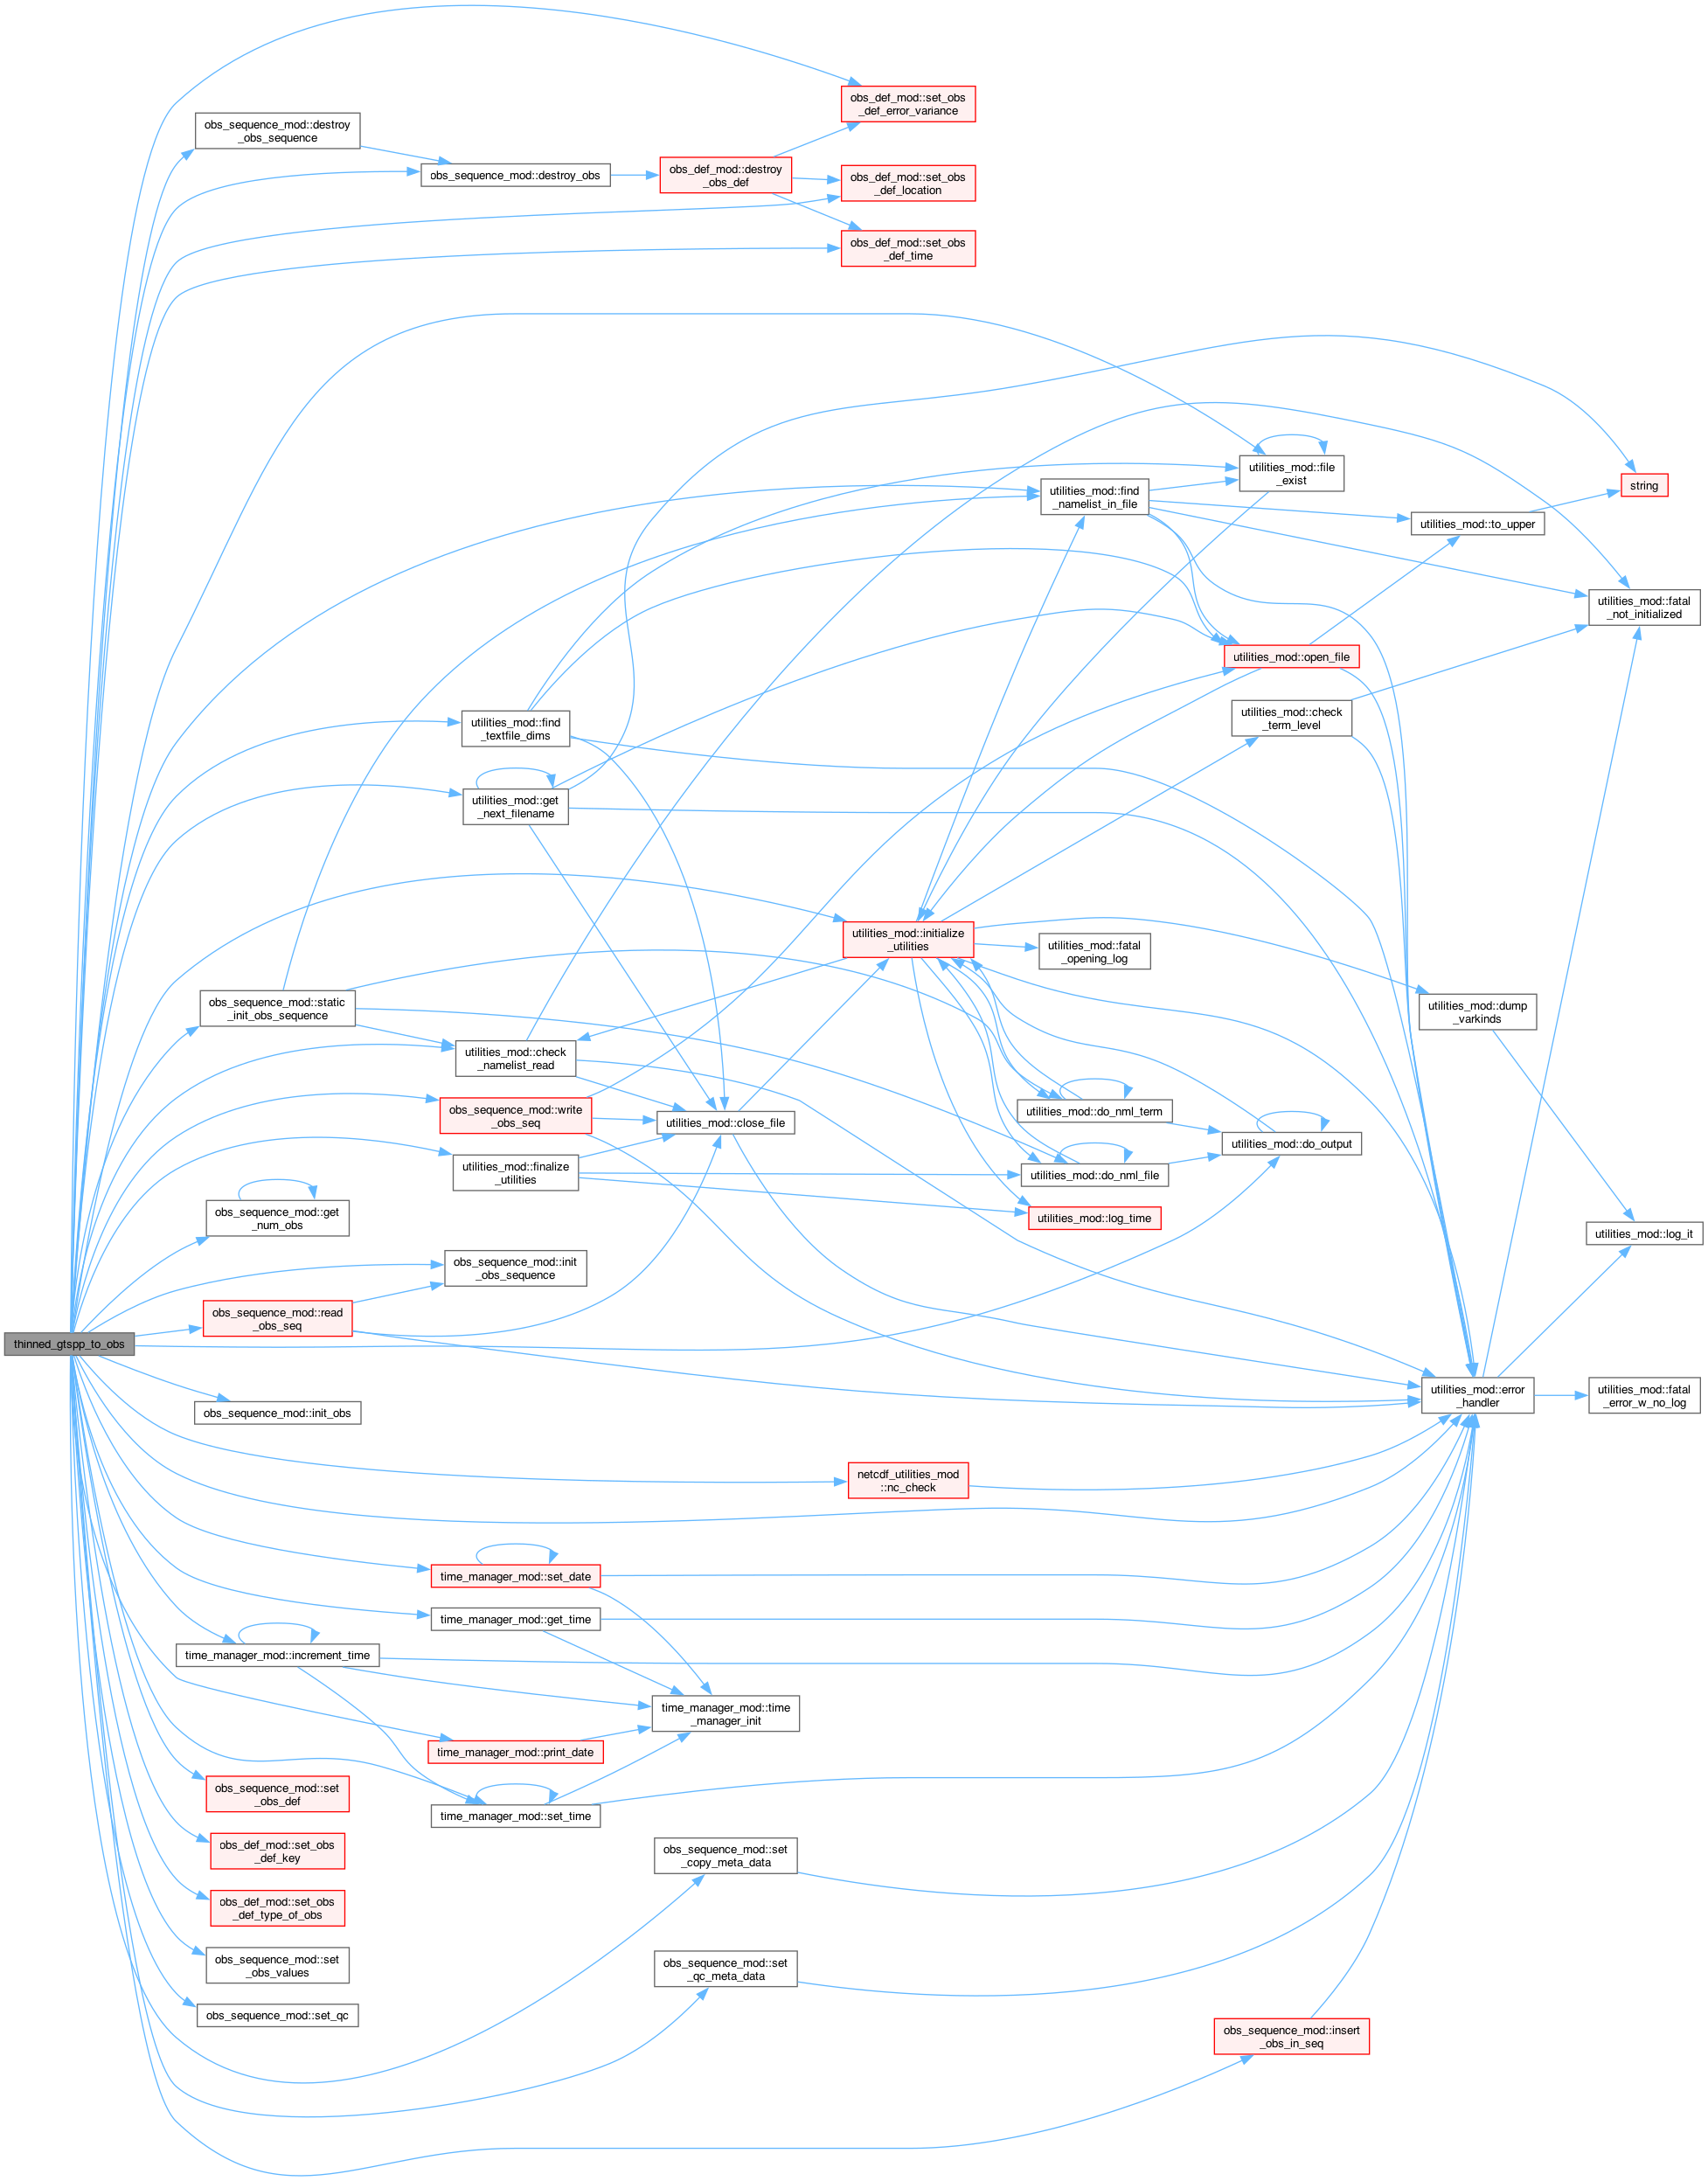 obs_def_mod::set_obs
_def_error_variance
obs_sequence_mod::destroy
_obs_sequence
obs_sequence_mod::destroy_obs
obs_def_mod::destroy
_obs_def
obs_def_mod::set_obs
_def_location
obs_def_mod::set_obs
_def_time
utilities_mod::file
_exist
utilities_mod::find
_namelist_in_file
string
utilities_mod::to_upper
utilities_mod::fatal
_not_initialized
utilities_mod::open_file
utilities_mod::check
_term_level
utilities_mod::find
_textfile_dims
utilities_mod::get
_next_filename
utilities_mod::initialize
_utilities
utilities_mod::fatal
_opening_log
obs_sequence_mod::static
_init_obs_sequence
utilities_mod::dump
_varkinds
utilities_mod::check
_namelist_read
obs_sequence_mod::write
_obs_seq
utilities_mod::close_file
utilities_mod::do_nml_term
utilities_mod::do_output
utilities_mod::finalize
_utilities
utilities_mod::do_nml_file
utilities_mod::log_time
obs_sequence_mod::get
_num_obs
utilities_mod::log_it
obs_sequence_mod::init
_obs_sequence
obs_sequence_mod::read
_obs_seq
thinned_gtspp_to_obs
obs_sequence_mod::init_obs
utilities_mod::error
_handler
utilities_mod::fatal
_error_w_no_log
netcdf_utilities_mod
::nc_check
time_manager_mod::set_date
time_manager_mod::get_time
time_manager_mod::increment_time
time_manager_mod::time
_manager_init
time_manager_mod::print_date
obs_sequence_mod::set
_obs_def
time_manager_mod::set_time
obs_def_mod::set_obs
_def_key
obs_sequence_mod::set
_copy_meta_data
obs_def_mod::set_obs
_def_type_of_obs
obs_sequence_mod::set
_obs_values
obs_sequence_mod::set
_qc_meta_data
obs_sequence_mod::set_qc
obs_sequence_mod::insert
_obs_in_seq